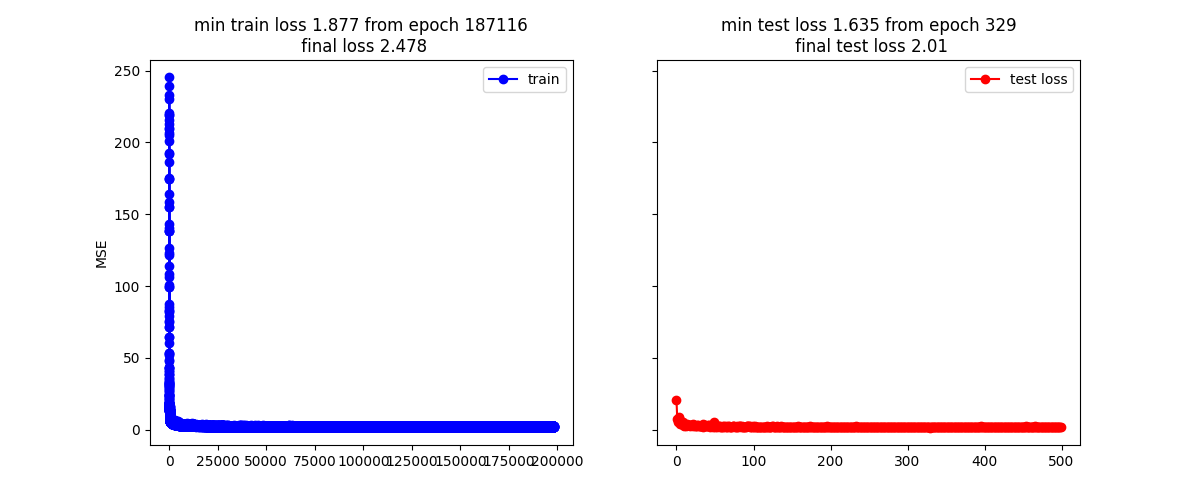 min train loss 1.877 from epoch 187116
final loss 2.478
min test loss 1.635 from epoch 329
final test loss 2.01
train
test loss
MSE
250
200
150
100
50
0
0 25000 50000 75000 100000 125000 150000 175000 200000
0 100 200 300 400 500